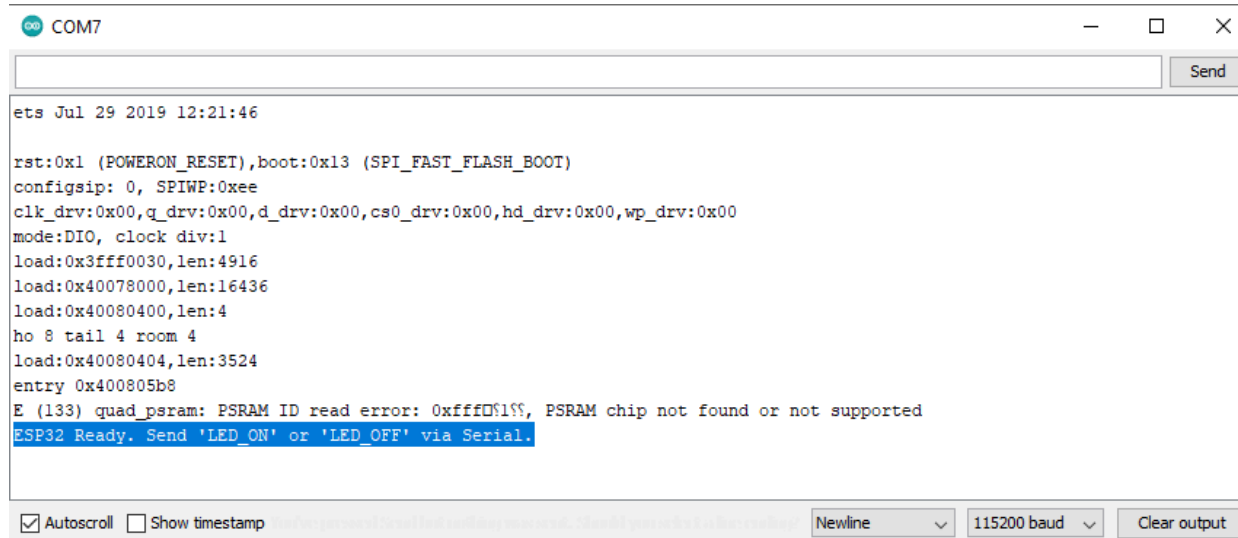 COM7
Send
ets Jul 29 2019 12:21:46
rst:0x1 (POWERON_RESET),boot:0x13 (SPI_FAST_FLASH_BOOT)
configsip: 0, SPIWP:0xee
clk_drv:0x00,q_drv:0x00,d_drv:0x00,cs0_drv:0x00,hd_drv:0x00,wp_drv:0x00
mode:DIO, clock div:1
load:0x3fff0030,len:4916
load:0x40078000,len:16436
load:0x40080400,len:4
ho 8 tail 4 room 4
load:0x40080404,len:3524
entry 0x400805b8
E (133) quad_psram: PSRAM ID read error: PSRAM chip not found or not supported
ESP32 Ready. Send 'LED_ON' or 'LED_OFF' via Serial.
Autoscroll Show timestamp Newline 115200 baud Clear output